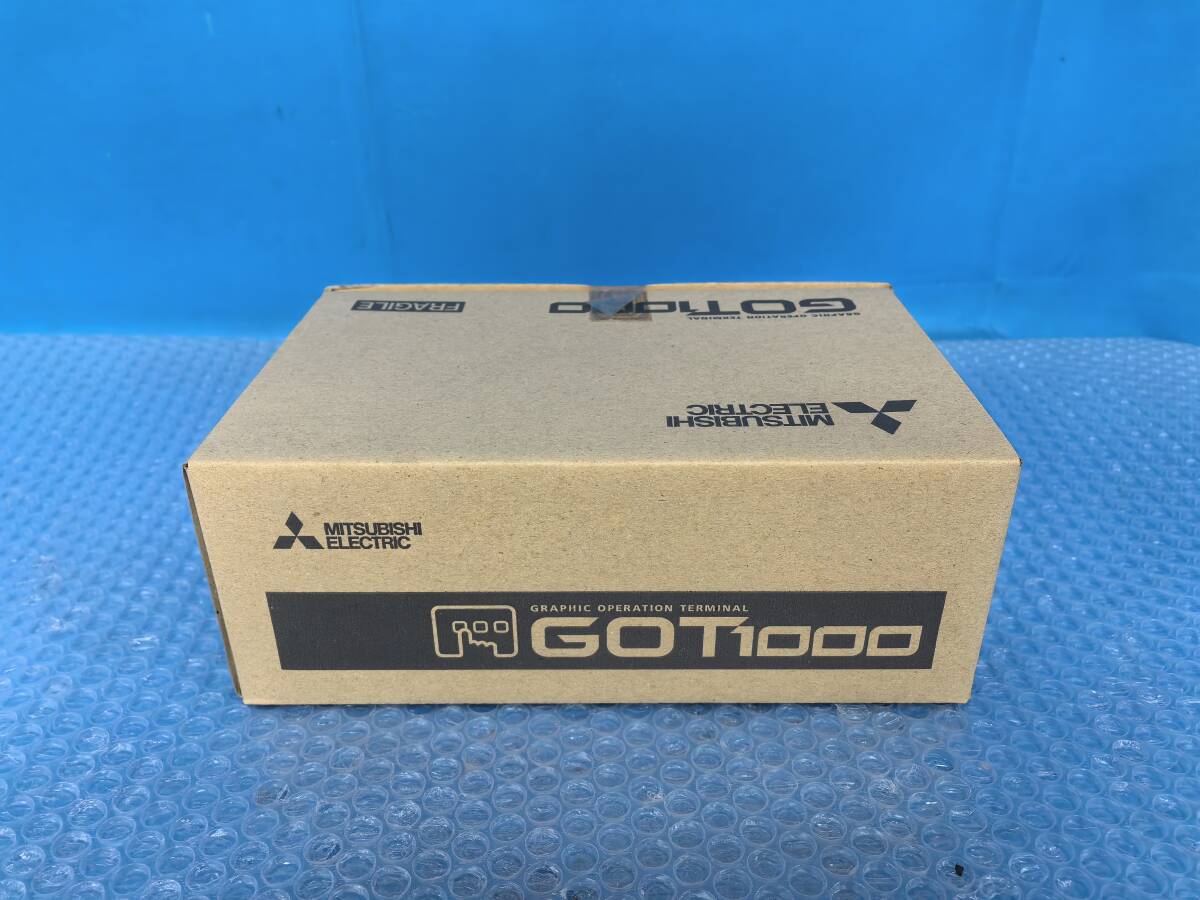 FRAGILE
GOT1000
GRAPHIC OPERATION TERMINAL
MITSUBISHI
ELECTRIC
MITSUBISHI
ELECTRIC
GRAPHIC OPERATION TERMINAL
GOT1000